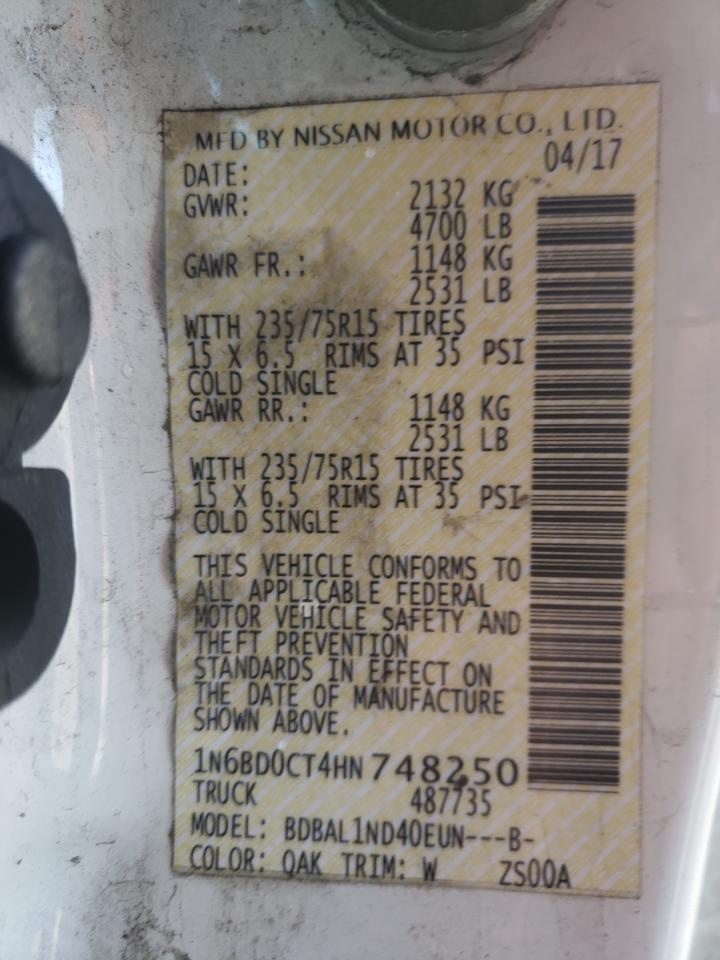 MFD BY NISSAN MOTOR CO., LTD.
DATE: 04/17
GVWR: 2132 KG
4700 LB
GAWR FR.: 1148 KG
2531 LB
WITH 235/75R15 TIRES
15 X 6.5 RIMS AT 35 PSI
COLD SINGLE
GAWR RR.: 1148 KG
2531 LB
WITH 235/75R15 TIRES
15 X 6.5 RIMS AT 35 PSI
COLD SINGLE
THIS VEHICLE CONFORMS TO
ALL APPLICABLE FEDERAL
MOTOR VEHICLE SAFETY AND
THEFT PREVENTION
STANDARDS IN EFFECT ON
THE DATE OF MANUFACTURE
SHOWN ABOVE.
1N6BD0CT4HN748250
TRUCK 487735
MODEL: BDBAL1ND40EUN---B-
COLOR: QAK TRIM: W ZS00A